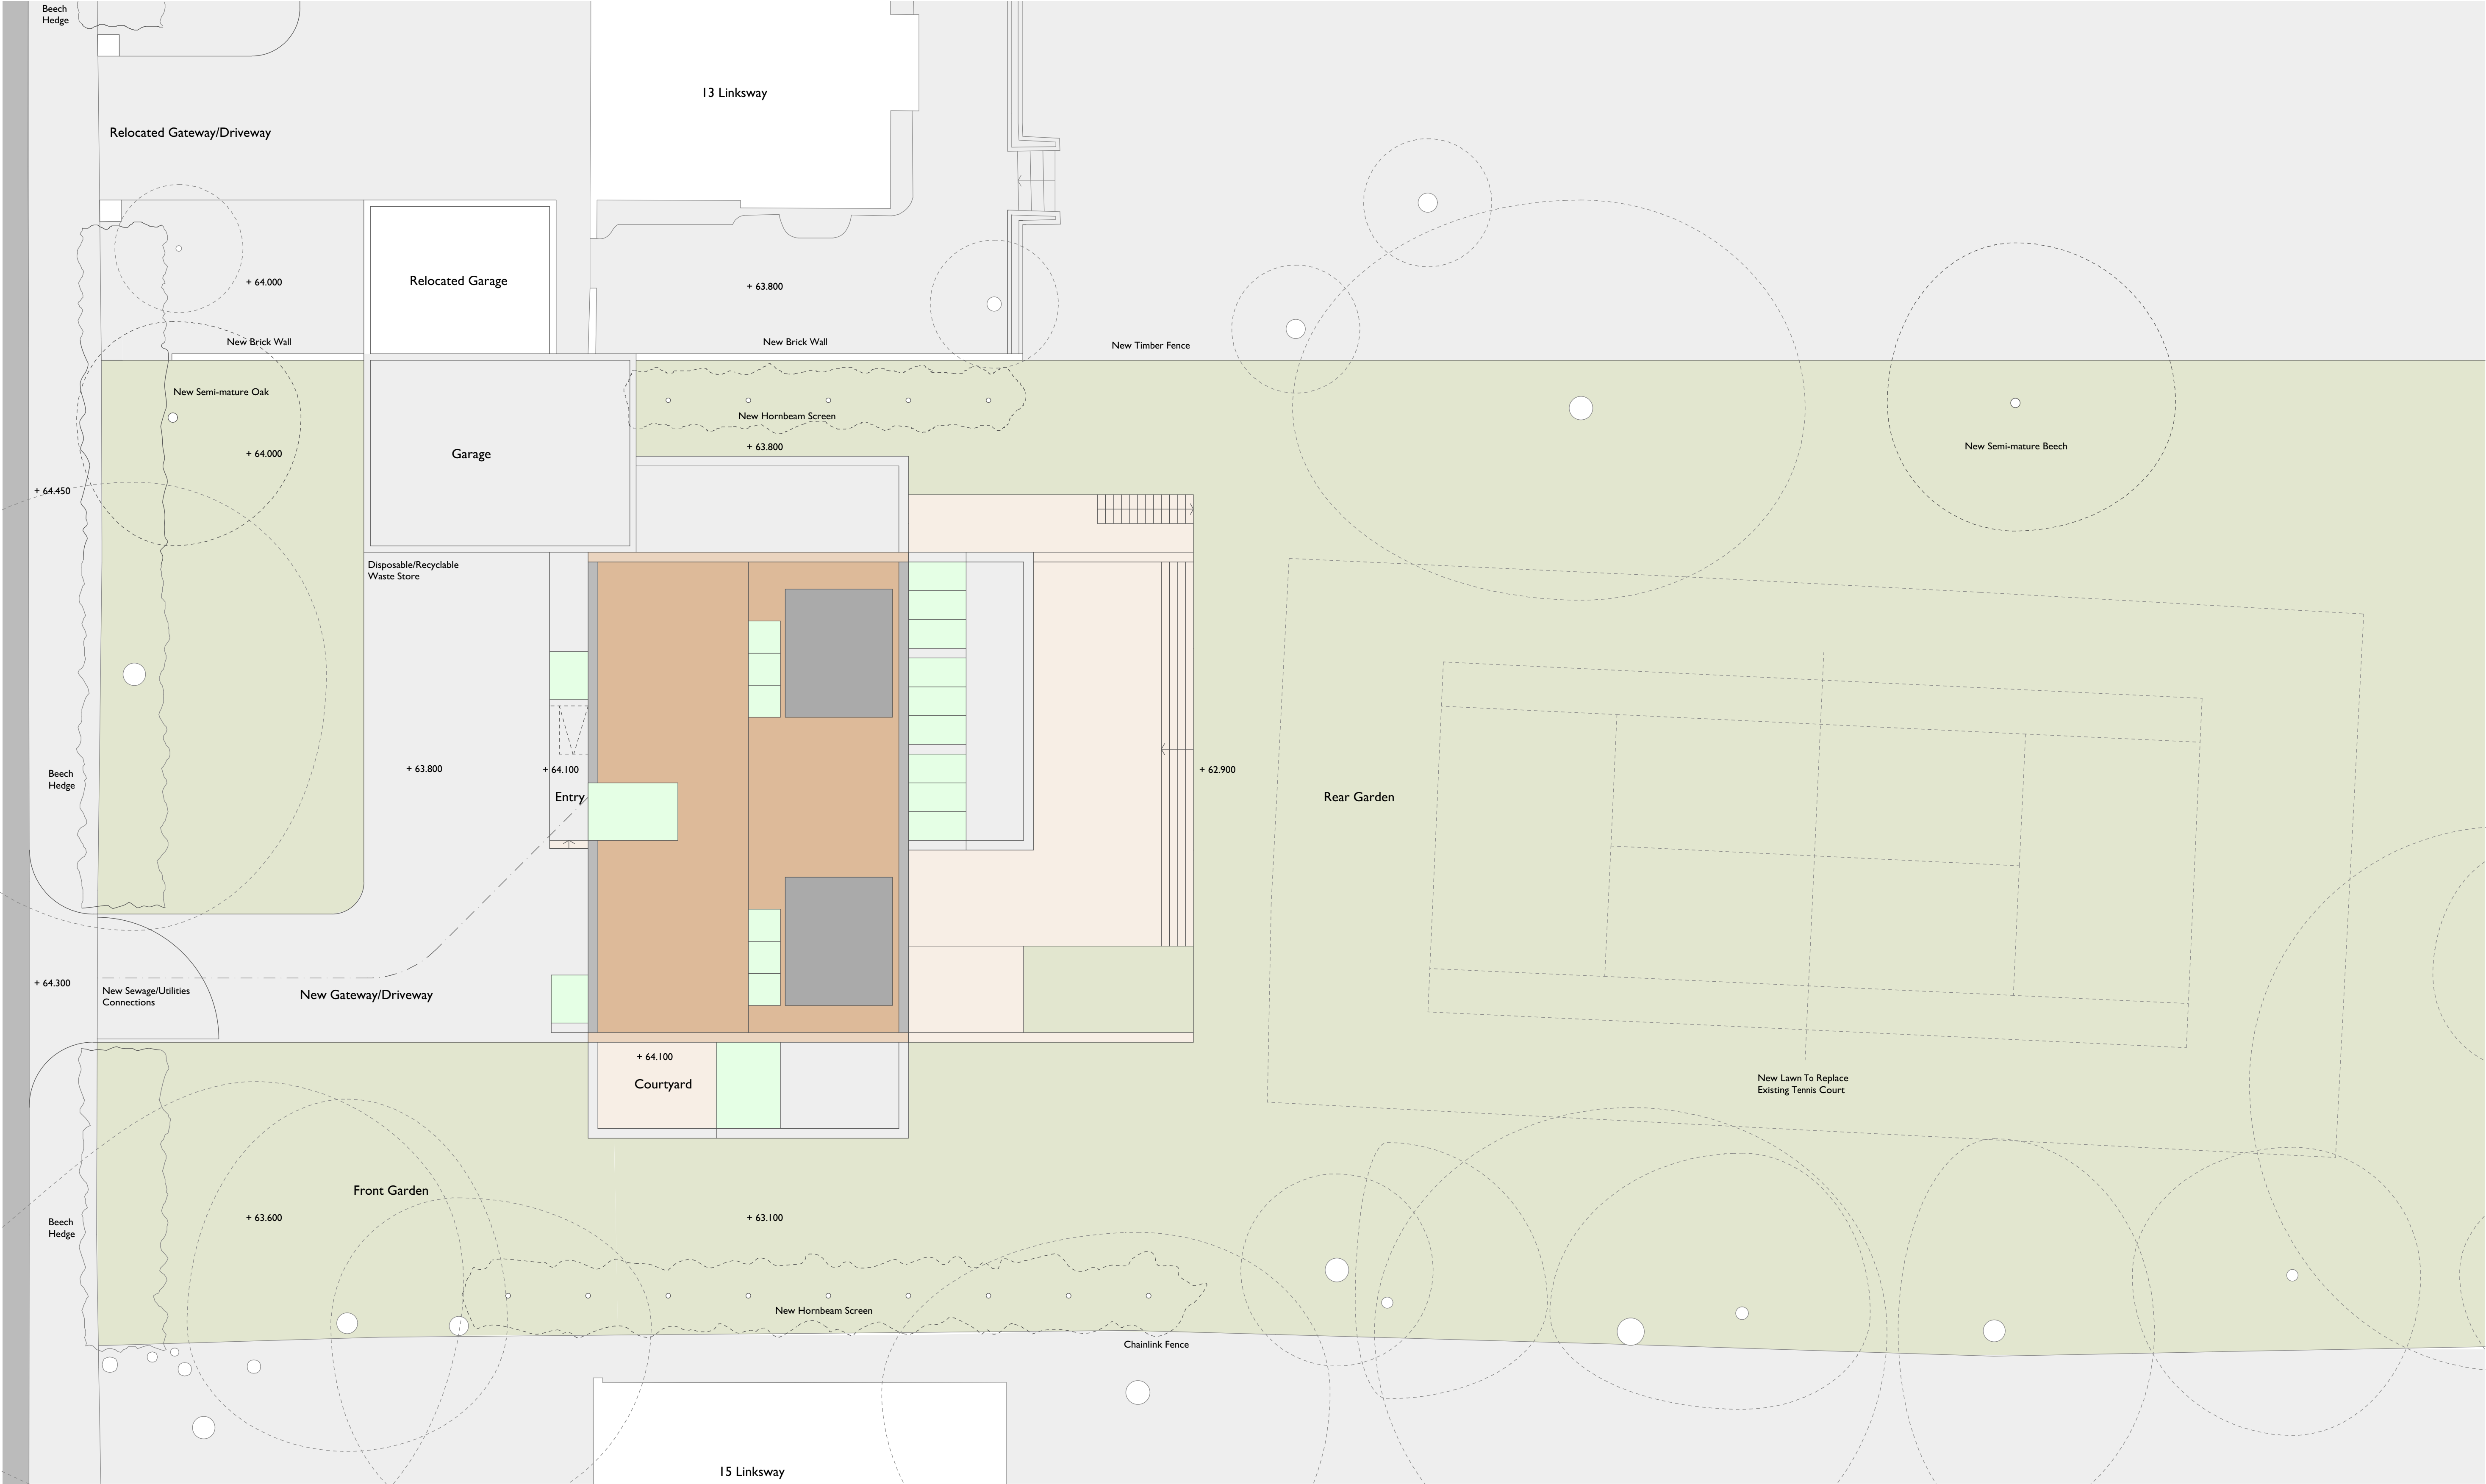 Beech
Hedge
13 Linksway
Relocated Gateway/Driveway
+ 64.000
Relocated Garage
+ 63.800
New Brick Wall
New Brick Wall
New Timber Fence
New Semi-mature Oak
New Hornbeam Screen
+ 63.800
New Semi-mature Beech
+ 64.000
Garage
+ 64.450
Disposable/Recyclable
Waste Store
Beech
Hedge
+ 63.800
+ 64.100
Entry
+ 62.900
Rear Garden
+ 64.300
New Sewage/Utilities
Connections
New Gateway/Driveway
+ 64.100
Courtyard
New Lawn To Replace
Existing Tennis Court
Front Garden
Beech
Hedge
+ 63.600
+ 63.100
New Hornbeam Screen
Chainlink Fence
15 Linksway